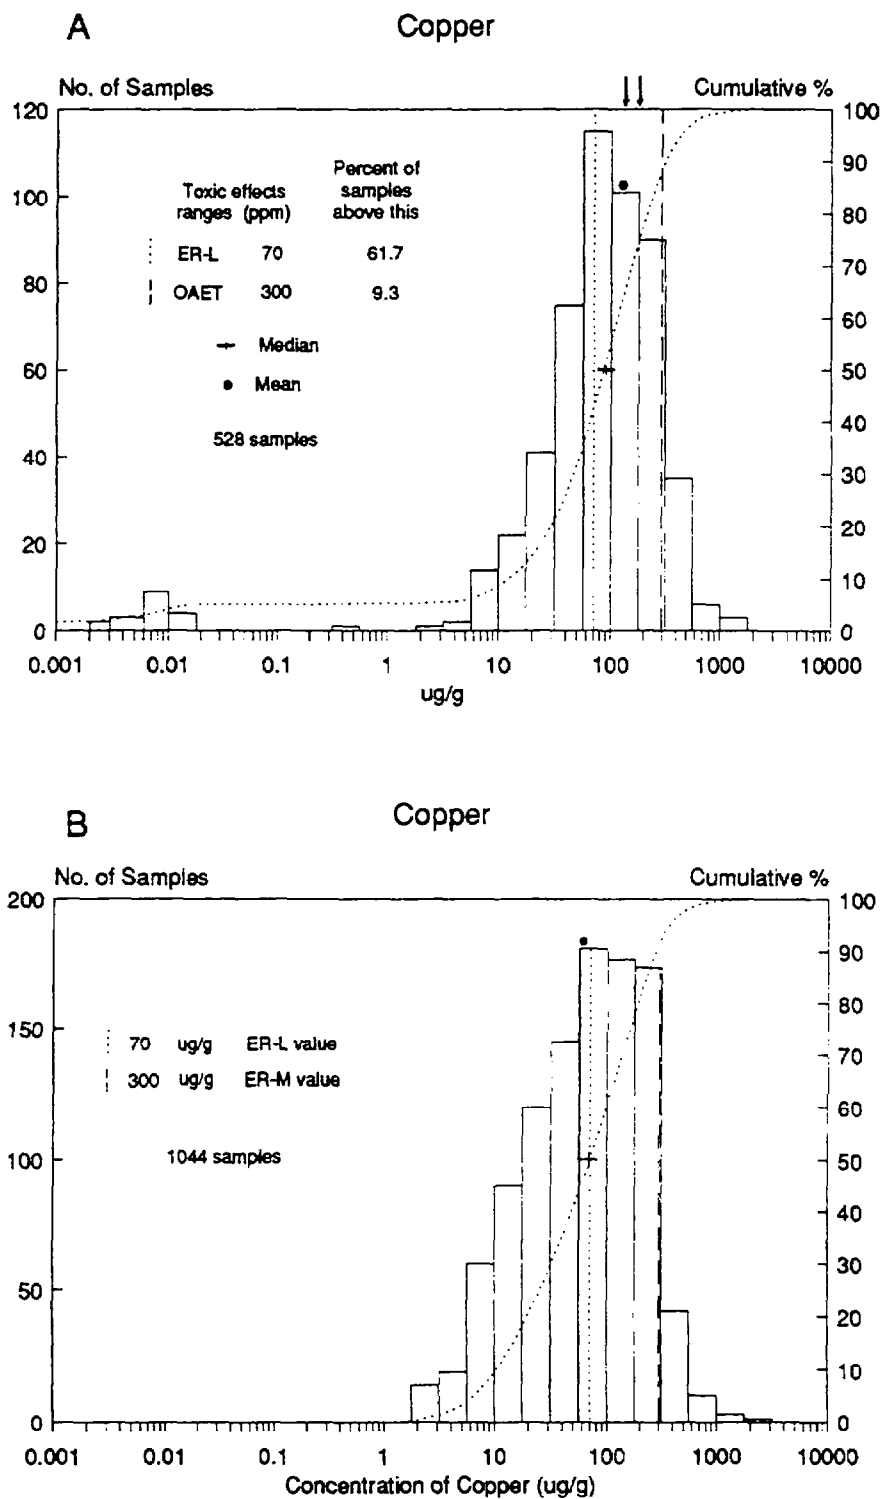 A
Copper
No. of Samples
Cumulative %
120
100
80
60
40
20
0
100
90
80
70
60
50
40
30
20
10
0
Toxic effects ranges (ppm)
Percent of samples above this
ER-L 70 61.7
OAET 300 9.3
Median
Mean
528 samples
0.001 0.01 0.1 1 10 100 1000 10000
ug/g
B
Copper
No. of Samples
Cumulative %
200
150
100
50
0
100
90
80
70
60
50
40
30
20
10
0
70 ug/g ER-L value
300 ug/g ER-M value
1044 samples
0.001 0.01 0.1 1 10 100 1000 10000
Concentration of Copper (ug/g)